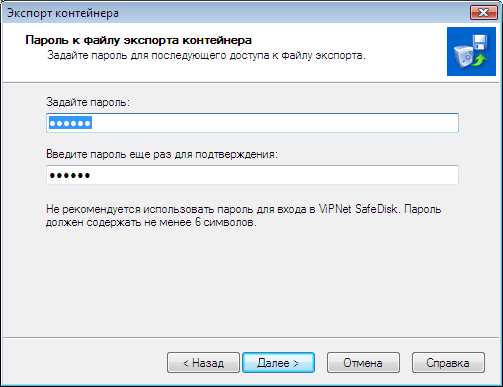 Экспорт контейнера
Пароль к файлу экспорта контейнера
Задайте пароль для последующего доступа к файлу экспорта.
Задайте пароль:
••••••
Введите пароль еще раз для подтверждения:
••••••
Не рекомендуется использовать пароль для входа в ViPNet SafeDisk. Пароль
должен содержать не менее 6 символов.
< Назад Далее > Отмена Справка